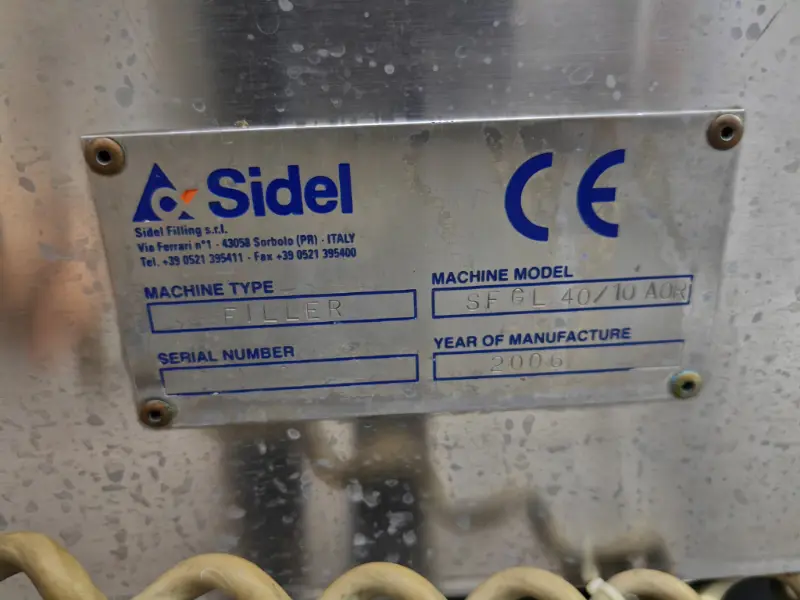 Sidel
CE
Sidel Filling s.r.l.
Via Ferrari n°1 - 43058 Sorbolo (PR) - ITALY
Tel. +39 0521 395411 - Fax +39 0521 395400
MACHINE TYPE
FILLER
MACHINE MODEL
SF GL 40/10 AOR
SERIAL NUMBER
YEAR OF MANUFACTURE
2006